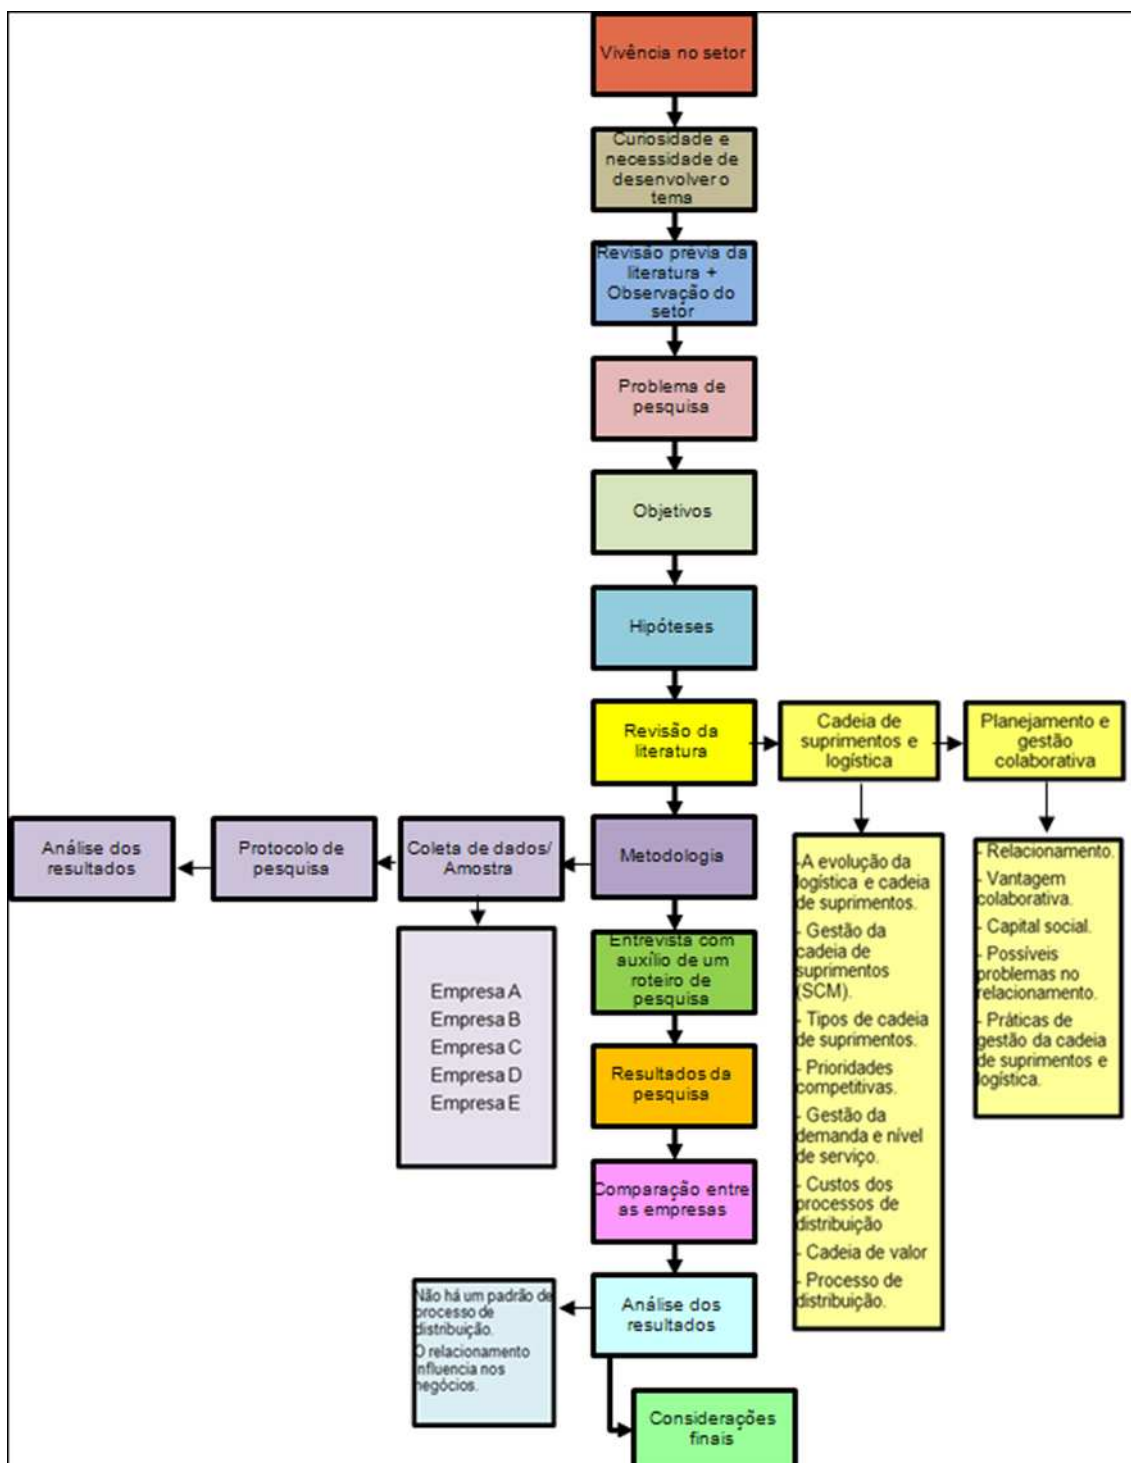 Vivência no setor
Curiosidade e
necessidade de
desenvolver o
tema
Revisão prévia da
literatura +
Observação do
setor
Problema de
pesquisa
Objetivos
Hipóteses
Revisão da
literatura
Cadeia de
suprimentos e
logística
Planejamento e
gestão
colaborativa
Análise dos
resultados
Protocolo de
pesquisa
Coleta de dados/
Amostra
Metodologia
-A evolução da
logística e cadeia
de suprimentos.
- Gestão da
cadeia de
suprimentos
(SCM).
- Tipos de cadeia
de suprimentos.
- Prioridades
competitivas.
- Gestão da
demanda e nível
de serviço.
- Custos dos
processos de
distribuição
- Cadeia de valor
- Processo de
distribuição.
- Relacionamento.
- Vantagem
colaborativa.
- Capital social.
- Possíveis
problemas no
relacionamento.
- Práticas de
gestão da cadeia
de suprimentos e
logística.
Empresa A
Empresa B
Empresa C
Empresa D
Empresa E
Entrevista com
auxílio de um
roteiro de
pesquisa
Resultados da
pesquisa
Comparação entre
as empresas
Análise dos
resultados
Não há um padrão de
processo de
distribuição.
O relacionamento
influencia nos
negócios.
Considerações
finais